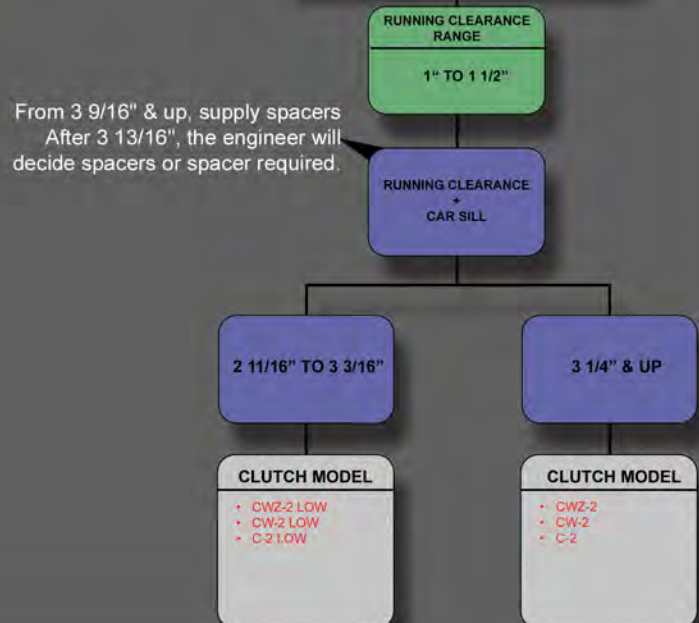 RUNNING CLEARANCE
RANGE
1“ TO 1 1/2”
From 3 9/16" & up, supply spacers
After 3 13/16", the engineer will
decide spacers or spacer required.
RUNNING CLEARANCE
+
CAR SILL
2 11/16” TO 3 3/16”
3 1/4” & UP
CLUTCH MODEL
• CWZ-2 LOW
• CW-2 LOW
• C-2 LOW
CLUTCH MODEL
• CWZ-2
• CW-2
• C-2